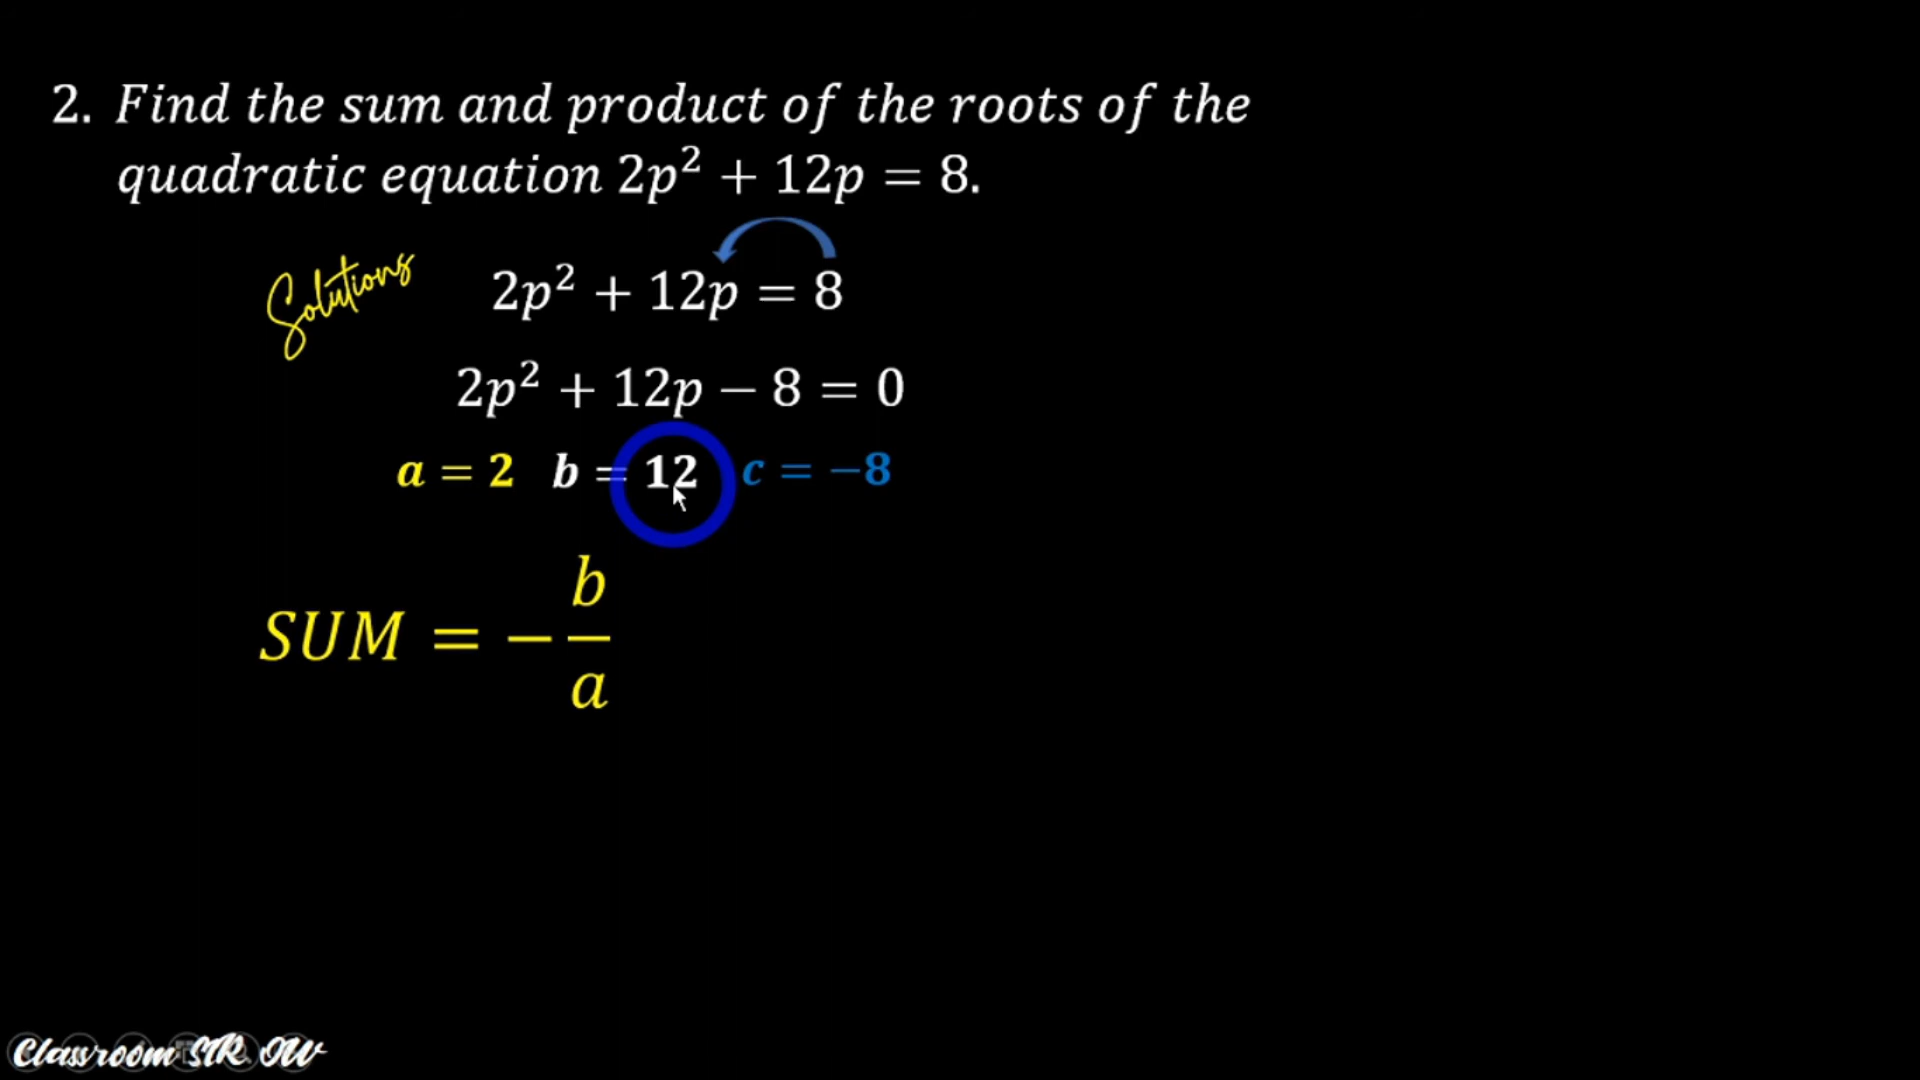 2. Find the sum and product of the roots of the
quadratic equation 2p² + 12p = 8.
Solutions
2p² + 12p = 8
2p² + 12p − 8 = 0
a = 2 b = 12 c = −8
SUM = − b/a
Classroom SIR OW